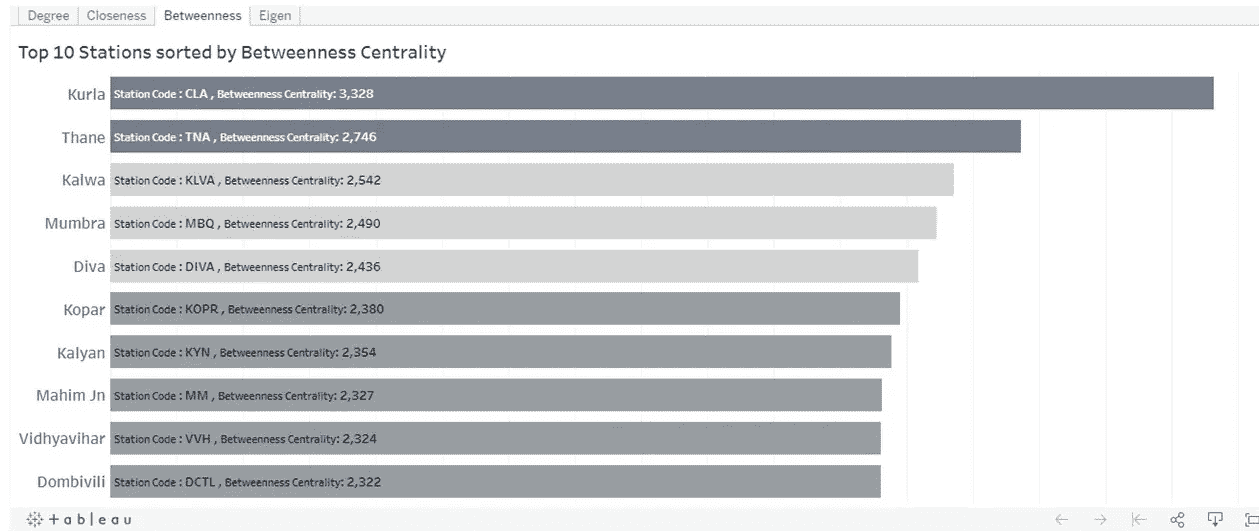 Degree Closeness Betweenness Eigen
Top 10 Stations sorted by Betweenness Centrality
Kurla Station Code : CLA , Betweenness Centrality: 3,328
Thane Station Code : TNA , Betweenness Centrality: 2,746
Kalwa Station Code : KLVA , Betweenness Centrality: 2,542
Mumbra Station Code : MBQ , Betweenness Centrality: 2,490
Diva Station Code : DIVA , Betweenness Centrality: 2,436
Kopar Station Code : KOPR , Betweenness Centrality: 2,380
Kalyan Station Code : KYN , Betweenness Centrality: 2,354
Mahim Jn Station Code : MM , Betweenness Centrality: 2,327
Vidhyavihar Station Code : VVH , Betweenness Centrality: 2,324
Dombivili Station Code : DCTL , Betweenness Centrality: 2,322
+ a b l e a u